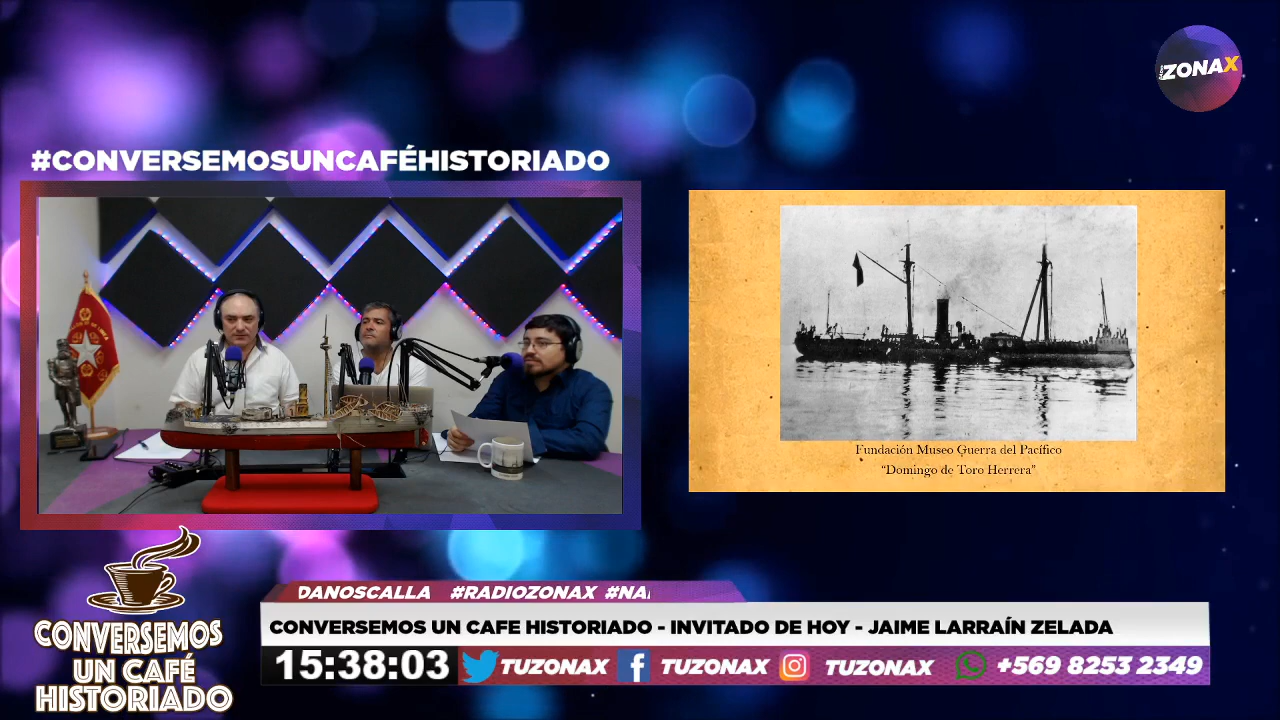 ZONAX
#CONVERSEMOSUNCAFÉHISTORIADO
Fundación Museo Guerra del Pacífico
“Domingo de Toro Herrera”
CONVERSEMOS
UN CAFÉ
HISTORIADO
DANOSCALLA #RADIOZONAX #NA
CONVERSEMOS UN CAFE HISTORIADO - INVITADO DE HOY - JAIME LARRAÍN ZELADA
15:38:03 TUZONAX TUZONAX TUZONAX +569 8253 2349